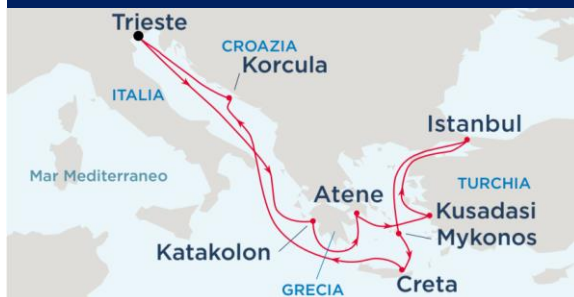 Trieste
CROAZIA
Korcula
ITALIA
Istanbul
Mar Mediterraneo
Atene
TURCHIA
Kusadasi
Katakolon
Mykonos
GRECIA
Creta